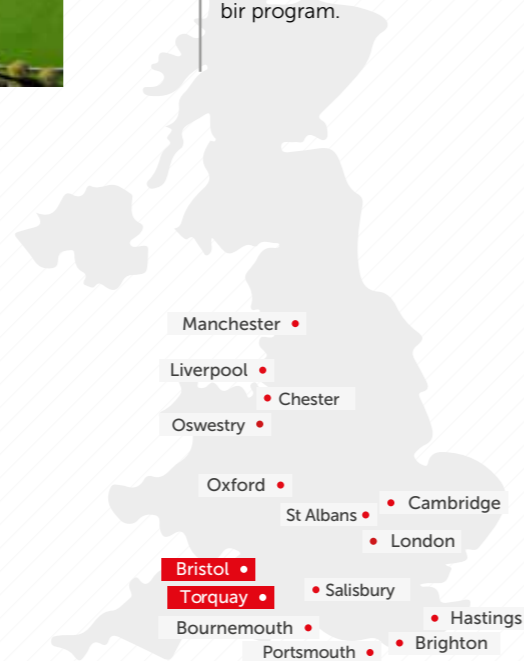 bir program.
Manchester
Liverpool
Chester
Oswestry
Oxford
Cambridge
St Albans
London
Bristol
Salisbury
Torquay
Hastings
Bournemouth
Brighton
Portsmouth